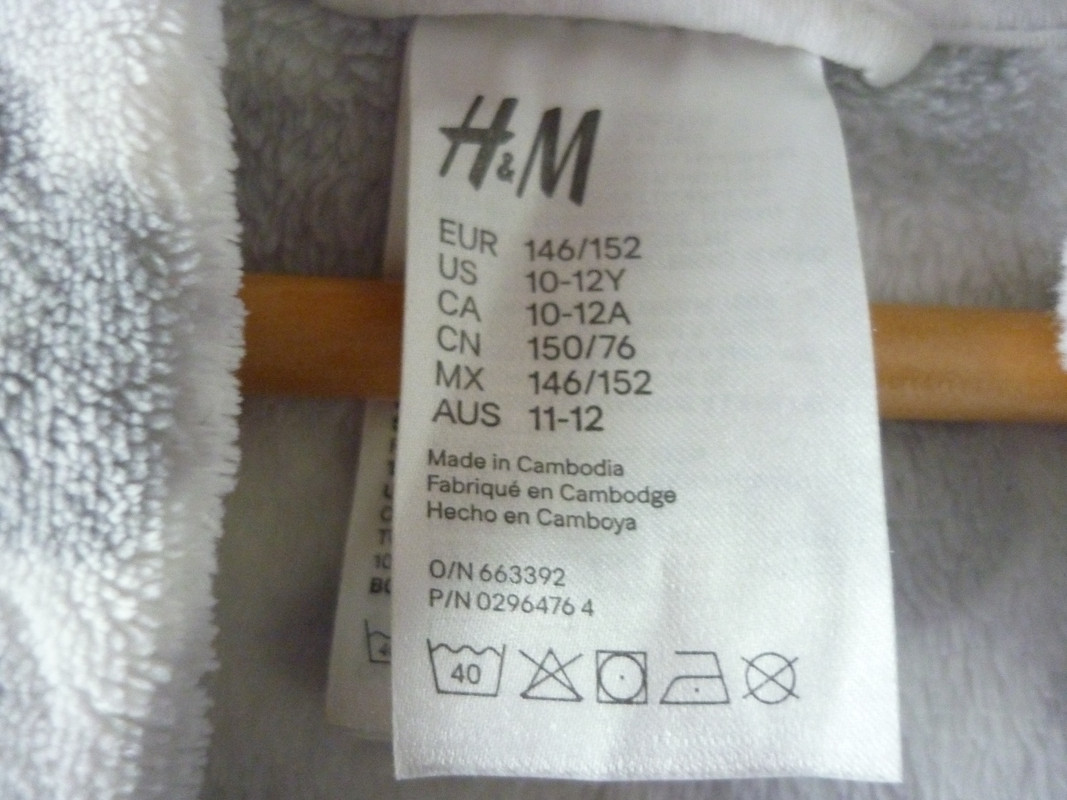 H&M
EUR 146/152
US 10-12Y
CA 10-12A
CN 150/76
MX 146/152
AUS 11-12
Made in Cambodia
Fabriqué en Cambodge
Hecho en Camboya
O/N 663392
P/N 0296476 4
40